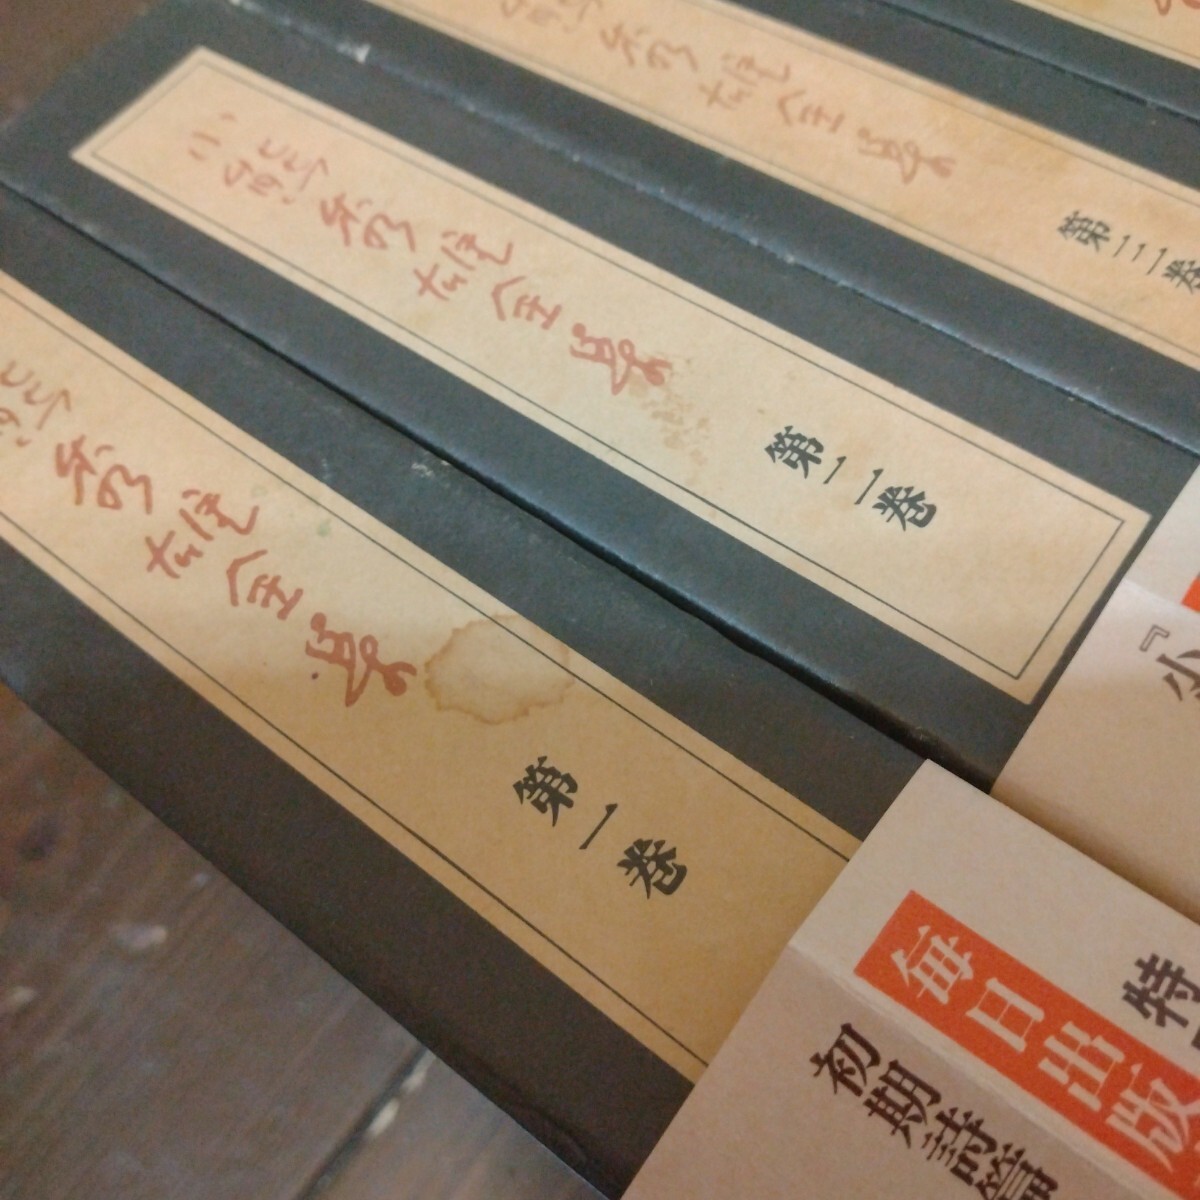 小熊秀雄全集 第一巻
小熊秀雄全集 第二巻
熊秀雄全集 第三巻
初期詩篇
毎日出版
特
『小